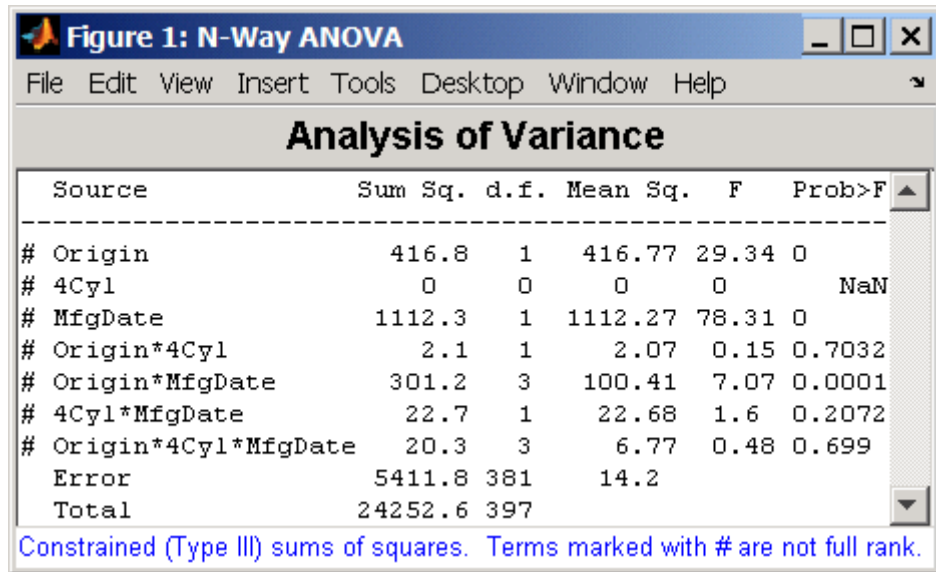 Figure 1: N-Way ANOVA
File Edit View Insert Tools Desktop Window Help
Analysis of Variance
Source Sum Sq. d.f. Mean Sq. F Prob>F
# Origin 416.8 1 416.77 29.34 0
# 4Cyl 0 0 0 0 NaN
# MfgDate 1112.3 1 1112.27 78.31 0
# Origin*4Cyl 2.1 1 2.07 0.15 0.7032
# Origin*MfgDate 301.2 3 100.41 7.07 0.0001
# 4Cyl*MfgDate 22.7 1 22.68 1.6 0.2072
# Origin*4Cyl*MfgDate 20.3 3 6.77 0.48 0.699
Error 5411.8 381 14.2
Total 24252.6 397
Constrained (Type III) sums of squares. Terms marked with # are not full rank.